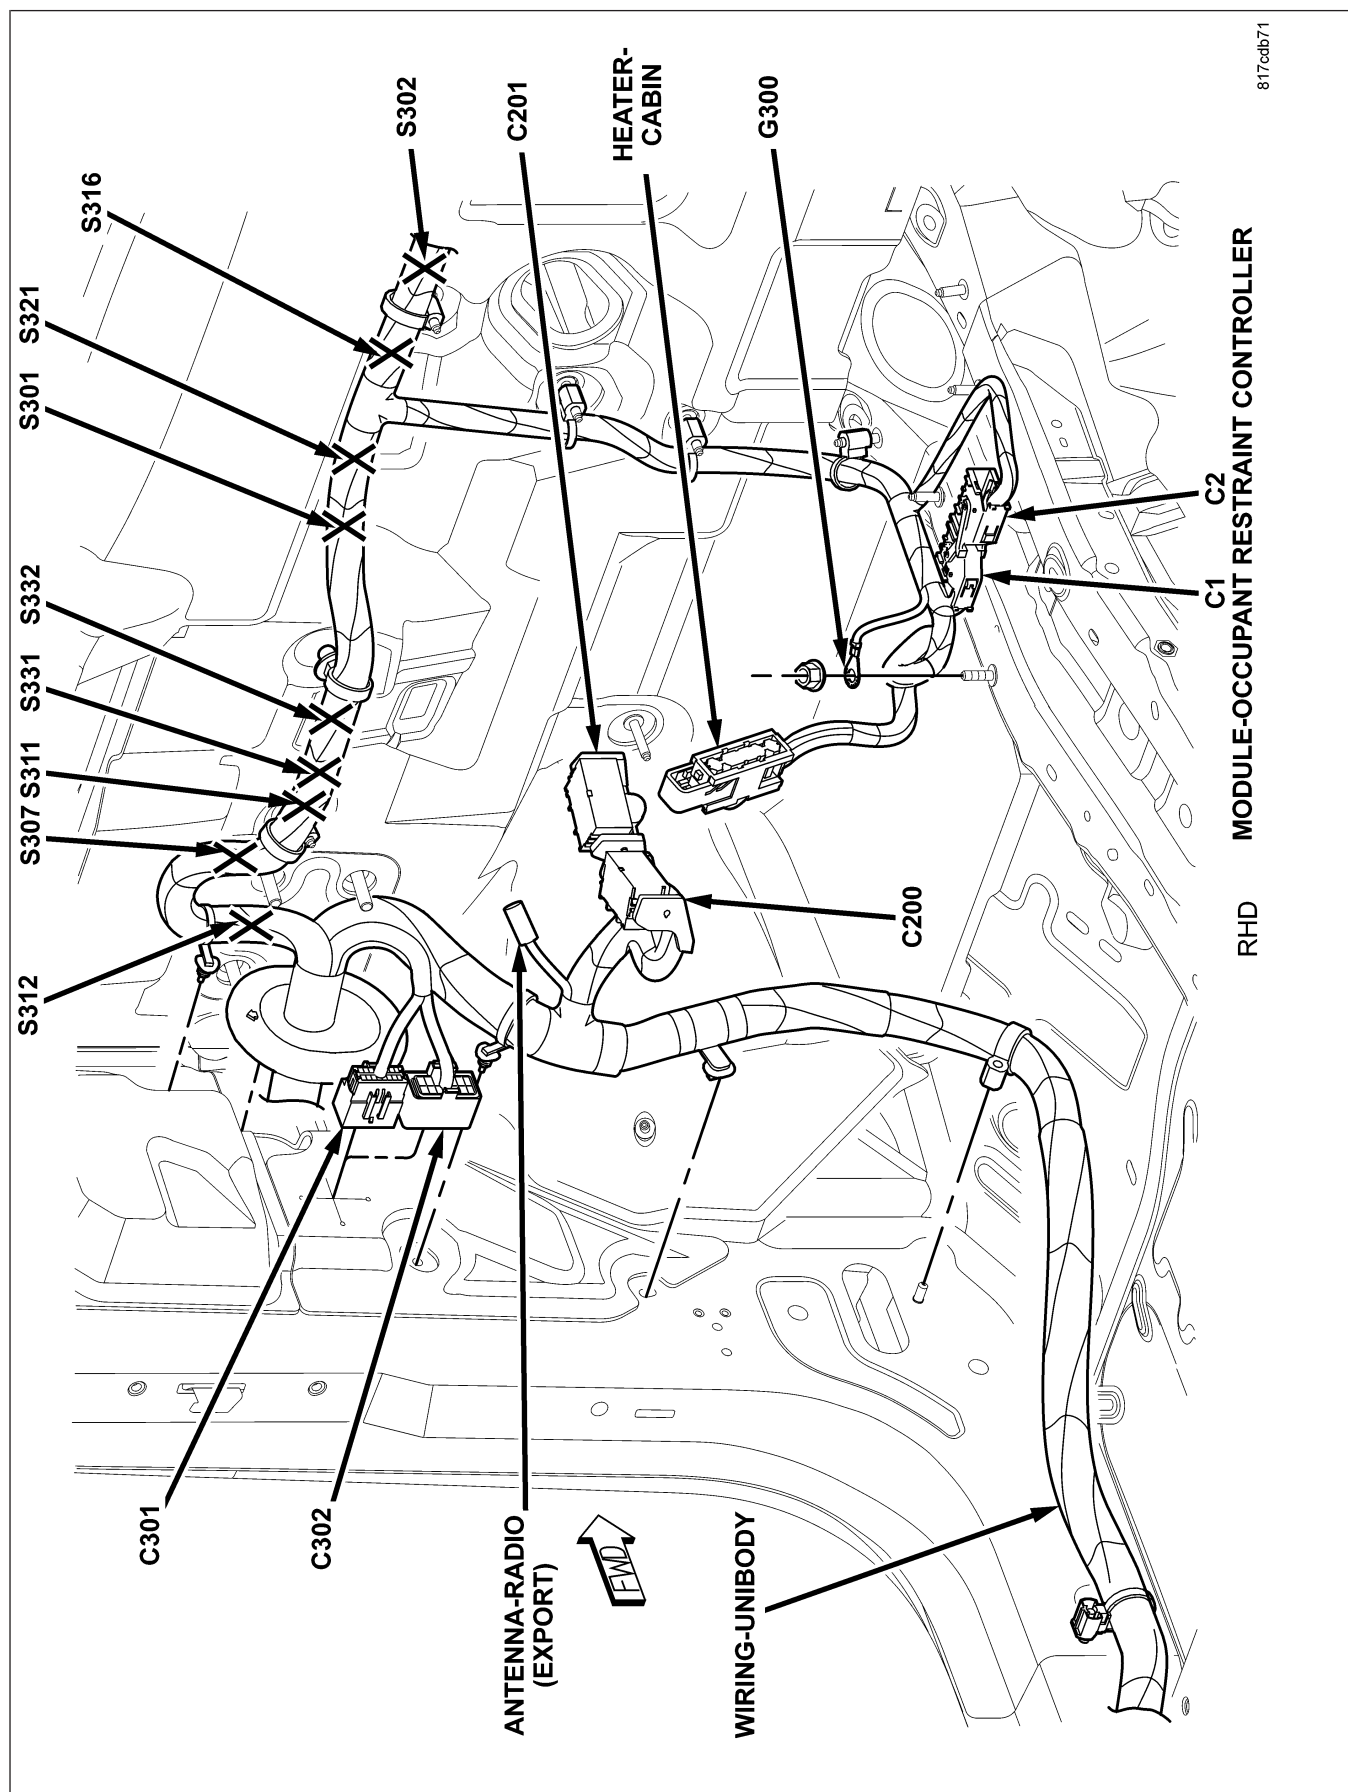 S312
S307
S311
S331
S332
S301
S321
S316
S302
C201
HEATER-
CABIN
G300
C301
C302
ANTENNA-RADIO
(EXPORT)
FWD
WIRING-UNIBODY
C200
C1
C2
RHD
MODULE-OCCUPANT RESTRAINT CONTROLLER
817cdb71